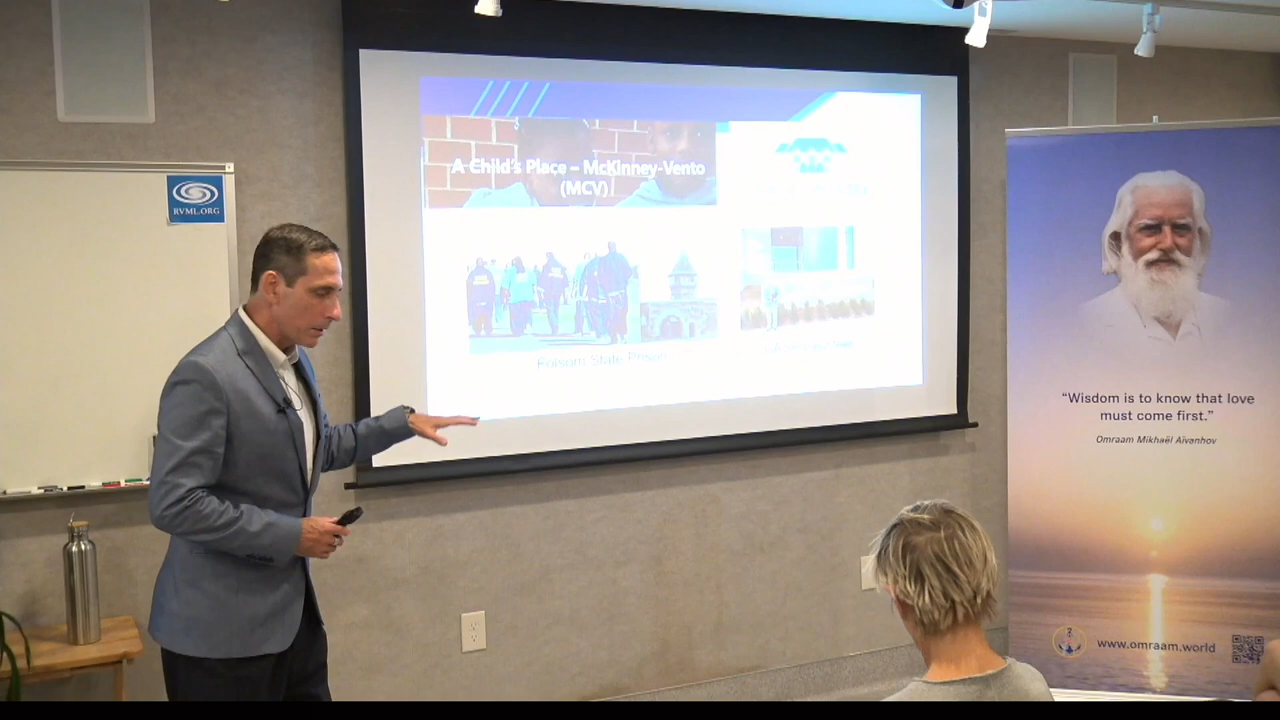 RVML.ORG
A Child's Place – McKinney-Vento
(MCV)
Folsom State Prison
“Wisdom is to know that love
must come first.”
Omraam Mikhaël Aïvanhov
www.omraam.world